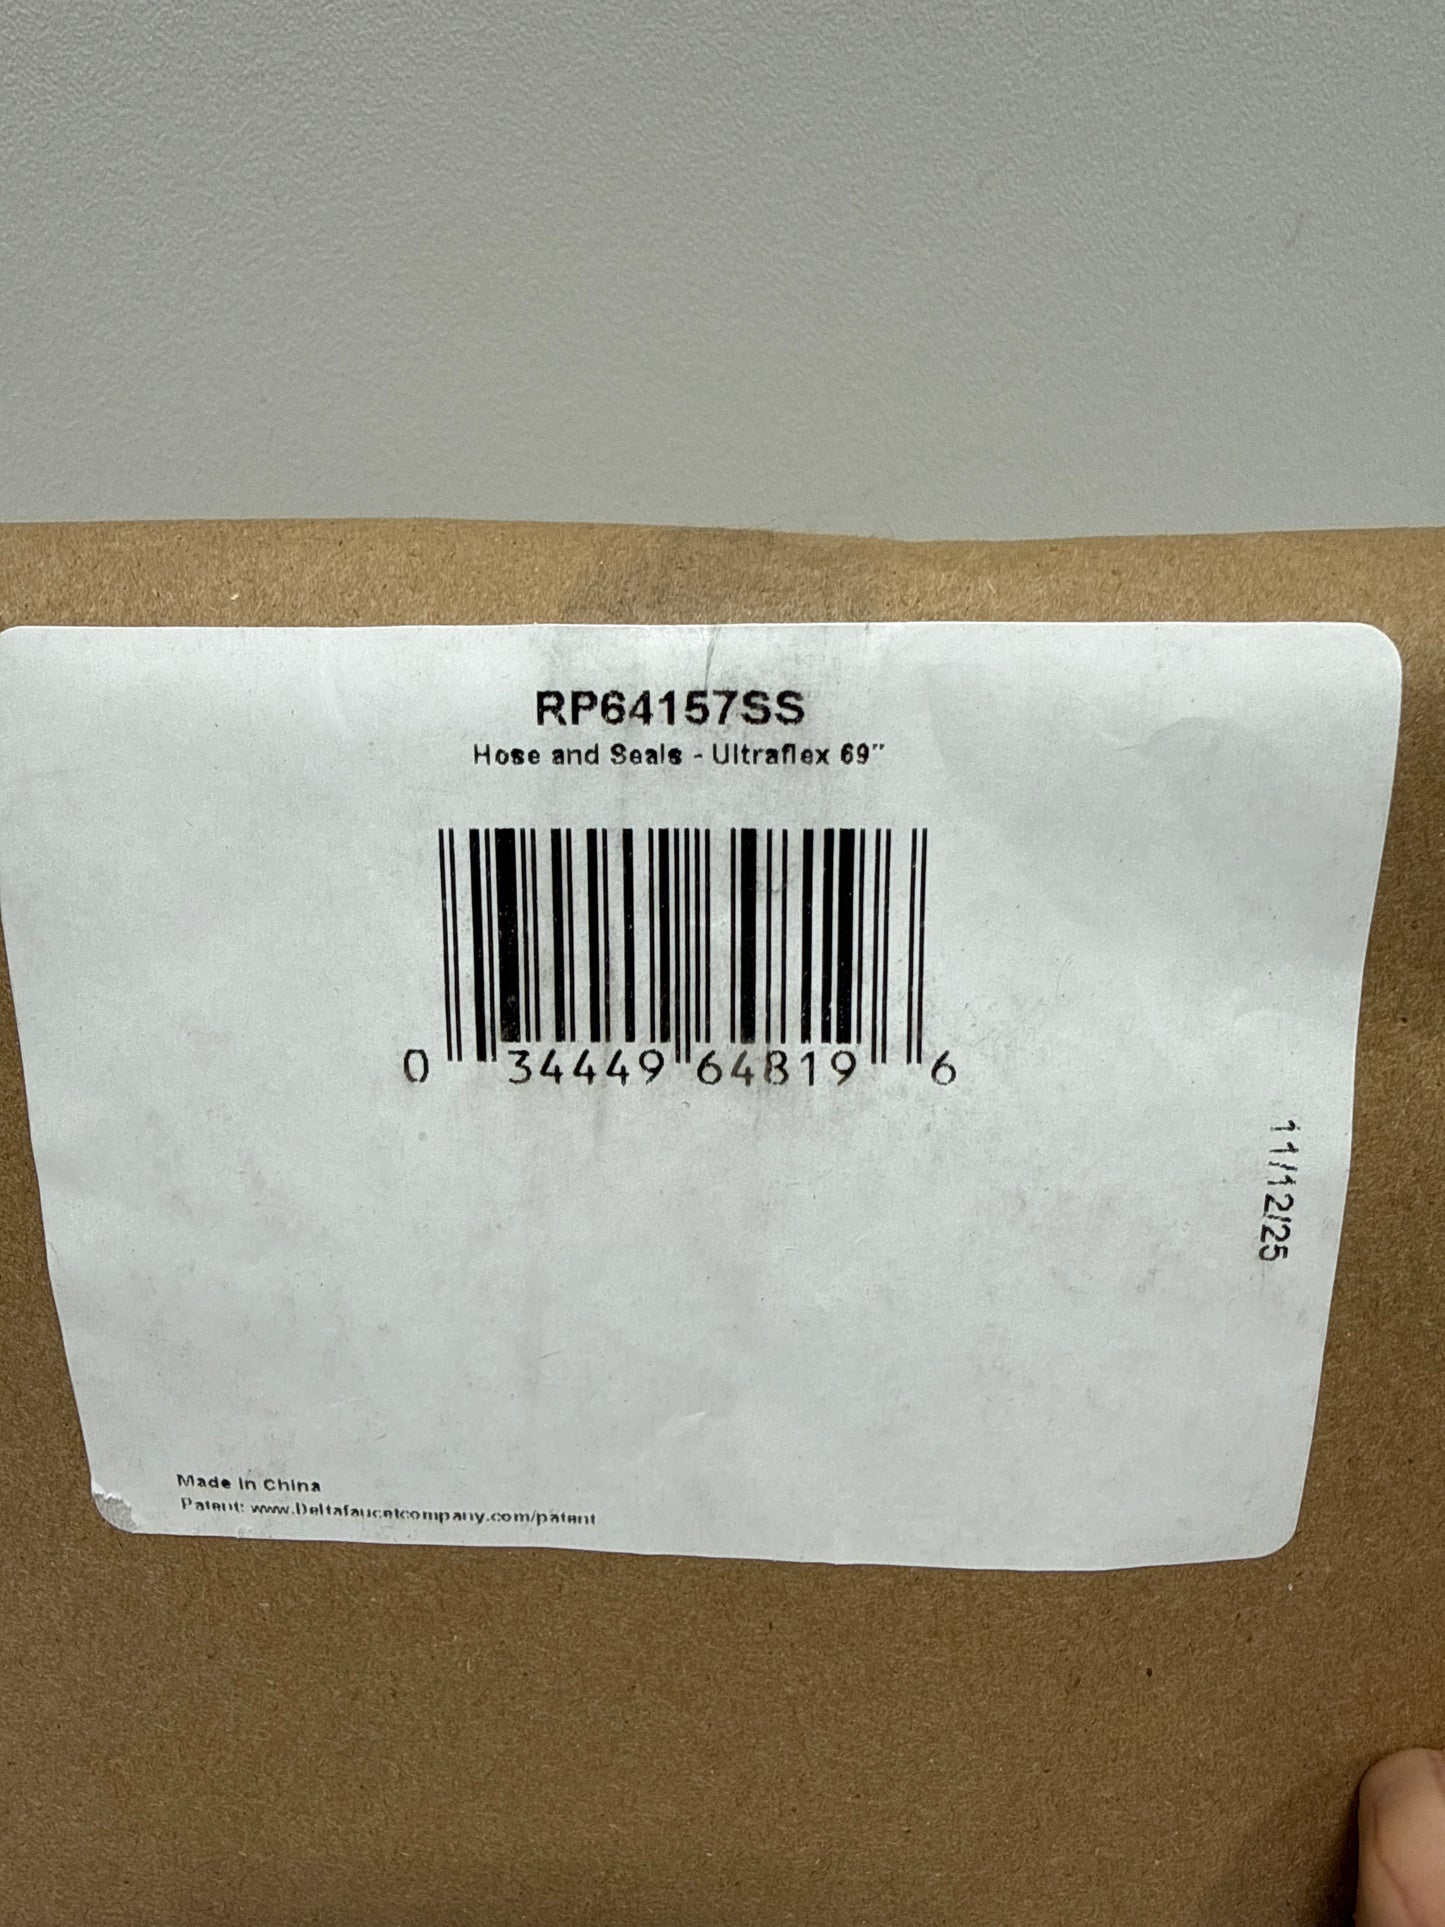 RP64157SS
Hose and Seals - Ultraflex 69"
0 34449 64819 6
11/12/25
Made in China
Patent: www.Deltafaucetcompany.com/patent